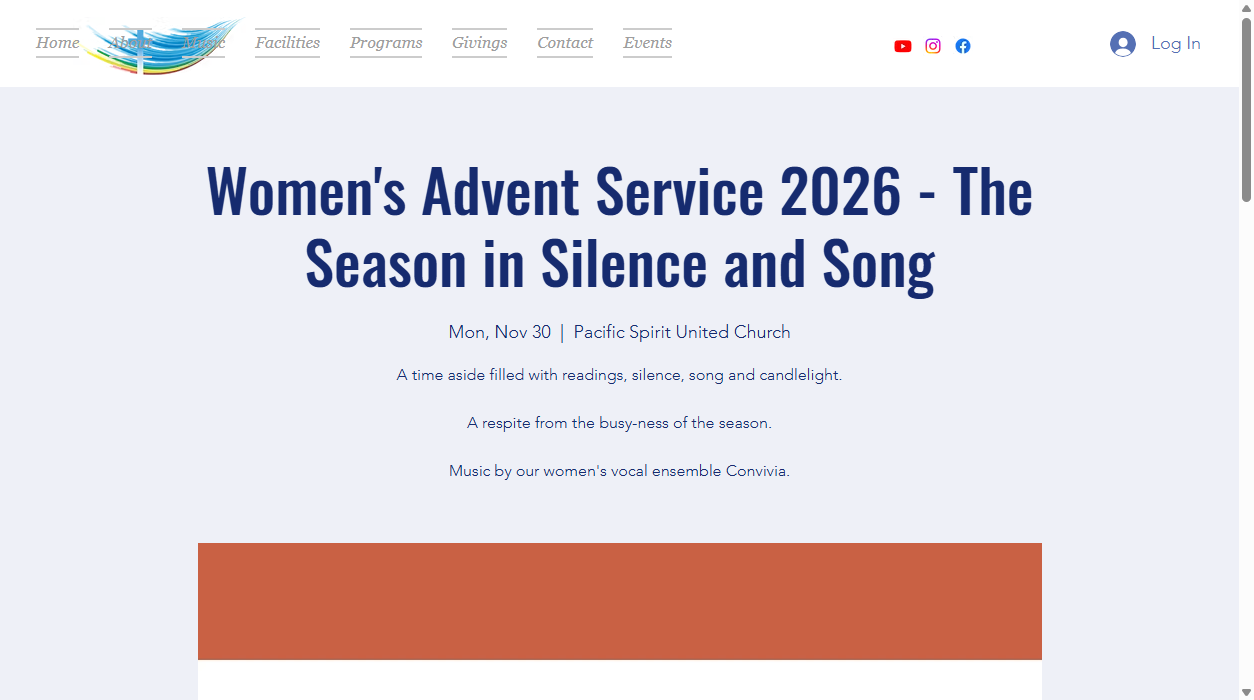 Home About Music Facilities Programs Givings Contact Events
Log In
Women's Advent Service 2026 - The
Season in Silence and Song
Mon, Nov 30 | Pacific Spirit United Church
A time aside filled with readings, silence, song and candlelight.
A respite from the busy-ness of the season.
Music by our women's vocal ensemble Convivia.